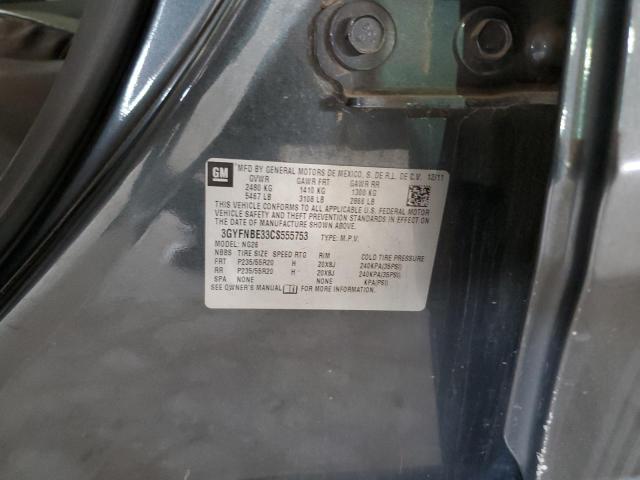 GM
MFD BY GENERAL MOTORS DE MEXICO, S. DE R.L. DE C.V. 12/11
GVWR GAWR FRT GAWR RR
2480 KG 1410 KG 1300 KG
5467 LB 3108 LB 2866 LB
THIS VEHICLE CONFORMS TO ALL APPLICABLE U.S. FEDERAL MOTOR
VEHICLE SAFETY, BUMPER, AND THEFT PREVENTION STANDARDS IN EFFECT ON
THE DATE OF MANUFACTURE SHOWN ABOVE.
3GYFNBE33CS555753 TYPE: M.P.V.
MODEL: NG26
NBBS TIRE SIZE SPEED RTG RIM COLD TIRE PRESSURE
FRT P235/55R20 H 20X8J 240KPA(35PSI)
RR P235/55R20 H 20X8J 240KPA(35PSI)
SPA NONE NONE KPA(PSI)
SEE OWNER'S MANUAL FOR MORE INFORMATION.